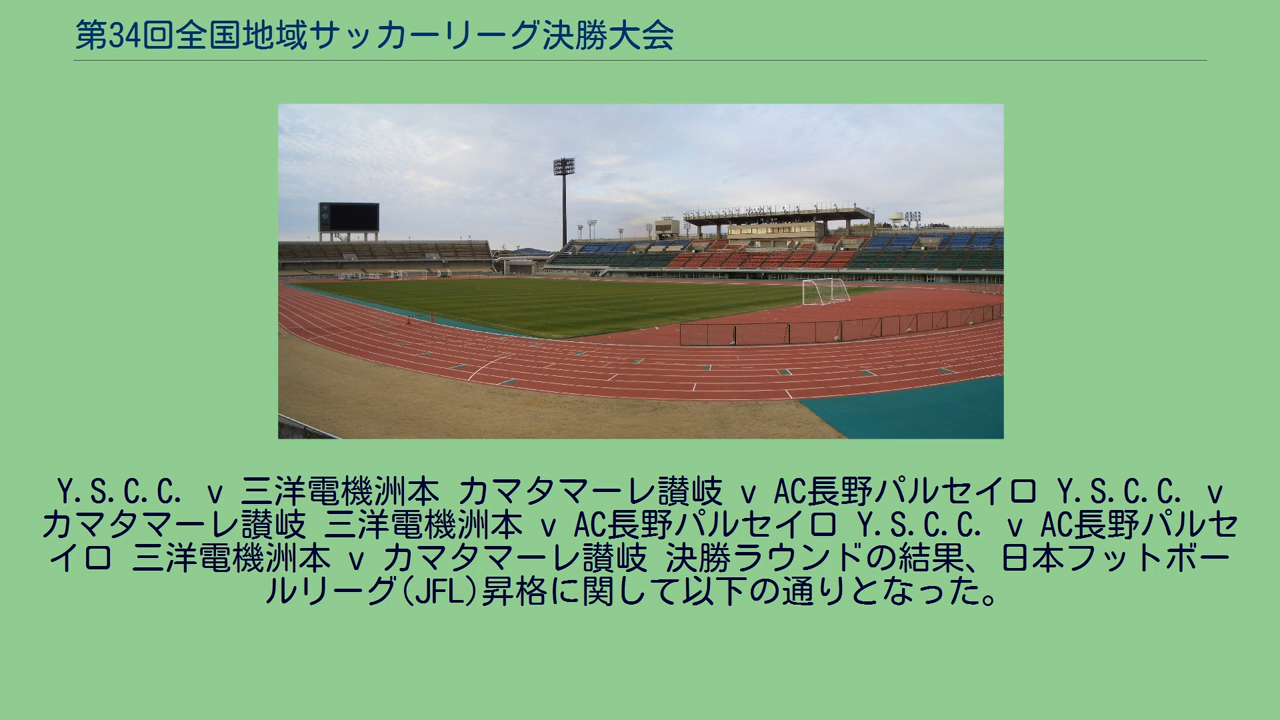 第34回全国地域サッカーリーグ決勝大会
Y.S.C.C. v 三洋電機洲本 カマタマーレ讃岐 v AC長野パルセイロ Y.S.C.C. v
カマタマーレ讃岐 三洋電機洲本 v AC長野パルセイロ Y.S.C.C. v AC長野パルセ
イロ 三洋電機洲本 v カマタマーレ讃岐 決勝ラウンドの結果、日本フットボー
ルリーグ(JFL)昇格に関して以下の通りとなった。